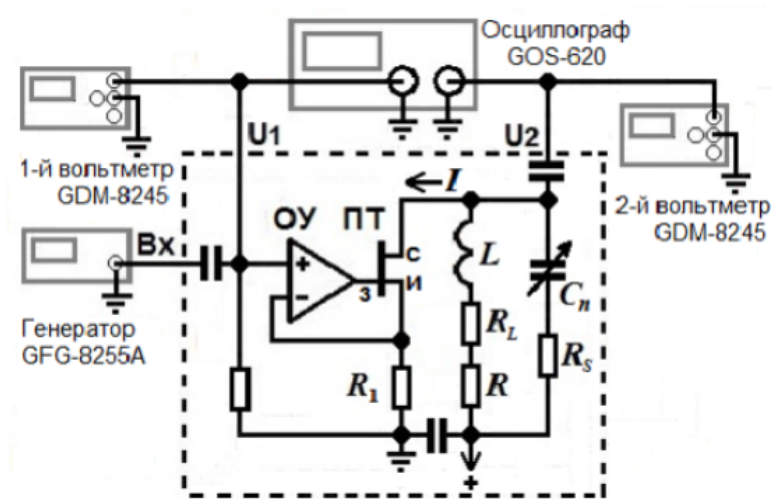 Осциллограф
GOS-620
U1
U2
1-й вольтметр
GDM-8245
I
2-й вольтметр
GDM-8245
Вх
ОУ
ПТ
+
−
с
и
з
L
Cn
Генератор
GFG-8255A
RL
R1
R
RS
+